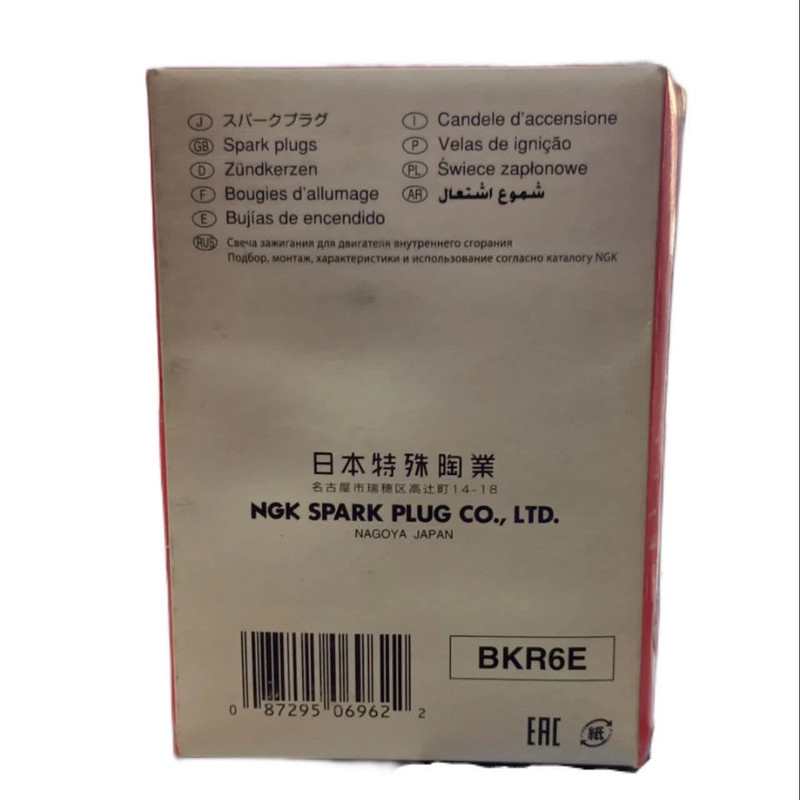 J スパークプラグ
GB Spark plugs
D Zündkerzen
F Bougies d'allumage
E Bujías de encendido
I Candele d'accensione
P Velas de ignição
PL Świece zapłonowe
AR شموع اشتعال
RUS Свеча зажигания для двигателя внутреннего сгорания
Подбор, монтаж, характеристики и использование согласно каталогу NGK
日本特殊陶業
名古屋市瑞穂区高辻町14-18
NGK SPARK PLUG CO., LTD.
NAGOYA JAPAN
BKR6E
0 87295 06962 2
EAC
紙